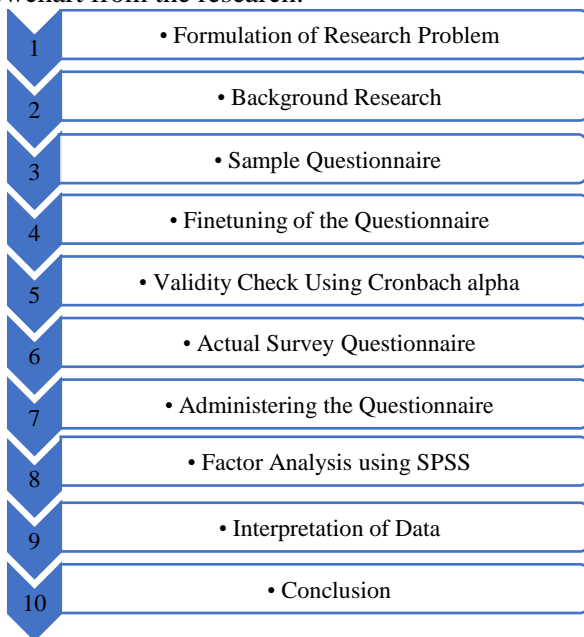 flowchart from the research.
1 • Formulation of Research Problem
2 • Background Research
3 • Sample Questionnaire
4 • Finetuning of the Questionnaire
5 • Validity Check Using Cronbach alpha
6 • Actual Survey Questionnaire
7 • Administering the Questionnaire
8 • Factor Analysis using SPSS
9 • Interpretation of Data
10 • Conclusion